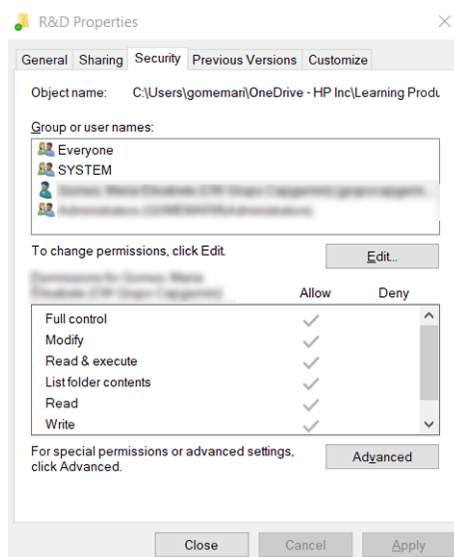 R&D Properties
General Sharing Security Previous Versions Customize
Object name: C:\Users\gomemari\OneDrive - HP Inc\Learning Produ
Group or user names:
Everyone
SYSTEM
To change permissions, click Edit.
Edit...
Allow Deny
Full control
Modify
Read & execute
List folder contents
Read
Write
For special permissions or advanced settings,
click Advanced.
Advanced
Close Cancel Apply